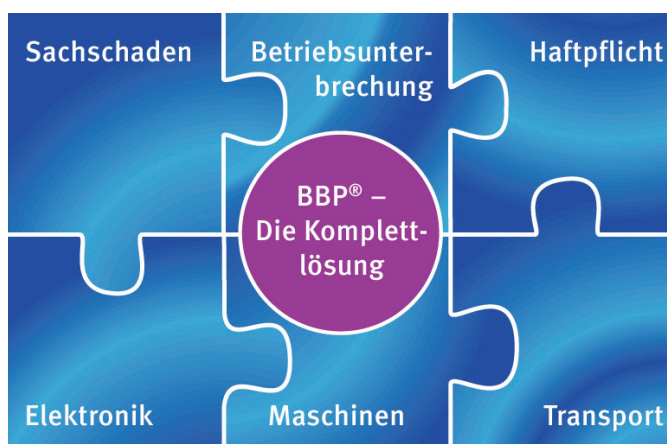 Sachschaden
Betriebsunter-
brechung
Haftpflicht
BBP® –
Die Komplett-
lösung
Elektronik
Maschinen
Transport